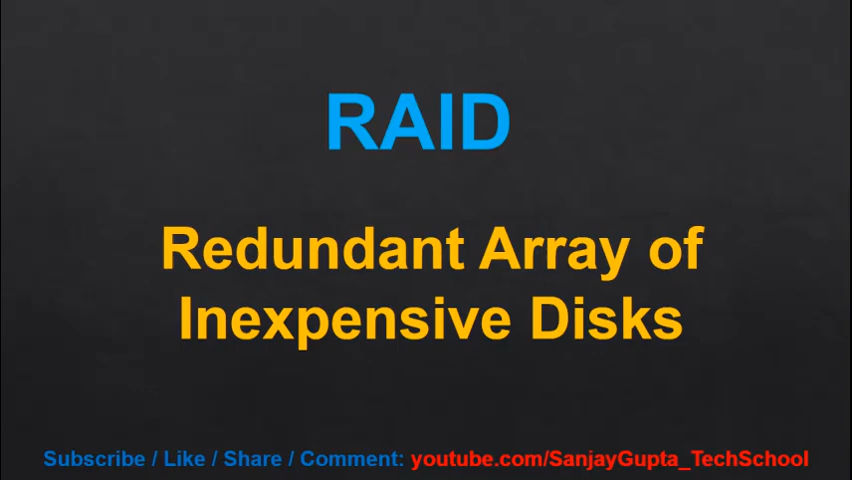 RAID
Redundant Array of
Inexpensive Disks
Subscribe / Like / Share / Comment: youtube.com/SanjayGupta_TechSchool